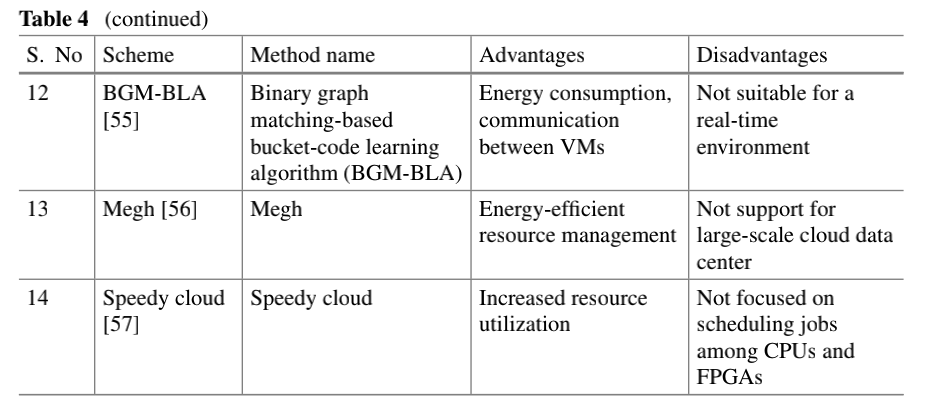 Table 4 (continued)
S. No Scheme Method name Advantages Disadvantages
12 BGM-BLA Binary graph Energy consumption, Not suitable for a
[55] matching-based communication real-time
bucket-code learning between VMs environment
algorithm (BGM-BLA)
13 Megh [56] Megh Energy-efficient Not support for
resource management large-scale cloud data
center
14 Speedy cloud Speedy cloud Increased resource Not focused on
[57] utilization scheduling jobs
among CPUs and
FPGAs